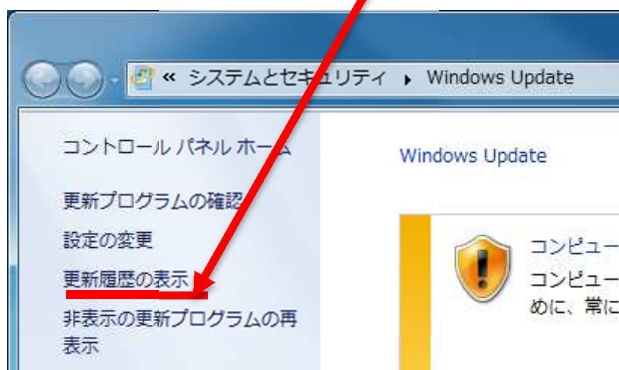 « システムとセキュリティ ▸ Windows Update
コントロール パネル ホーム
更新プログラムの確認
設定の変更
更新履歴の表示
非表示の更新プログラムの再
表示
Windows Update
コンピュー
コンピュー
めに、常に